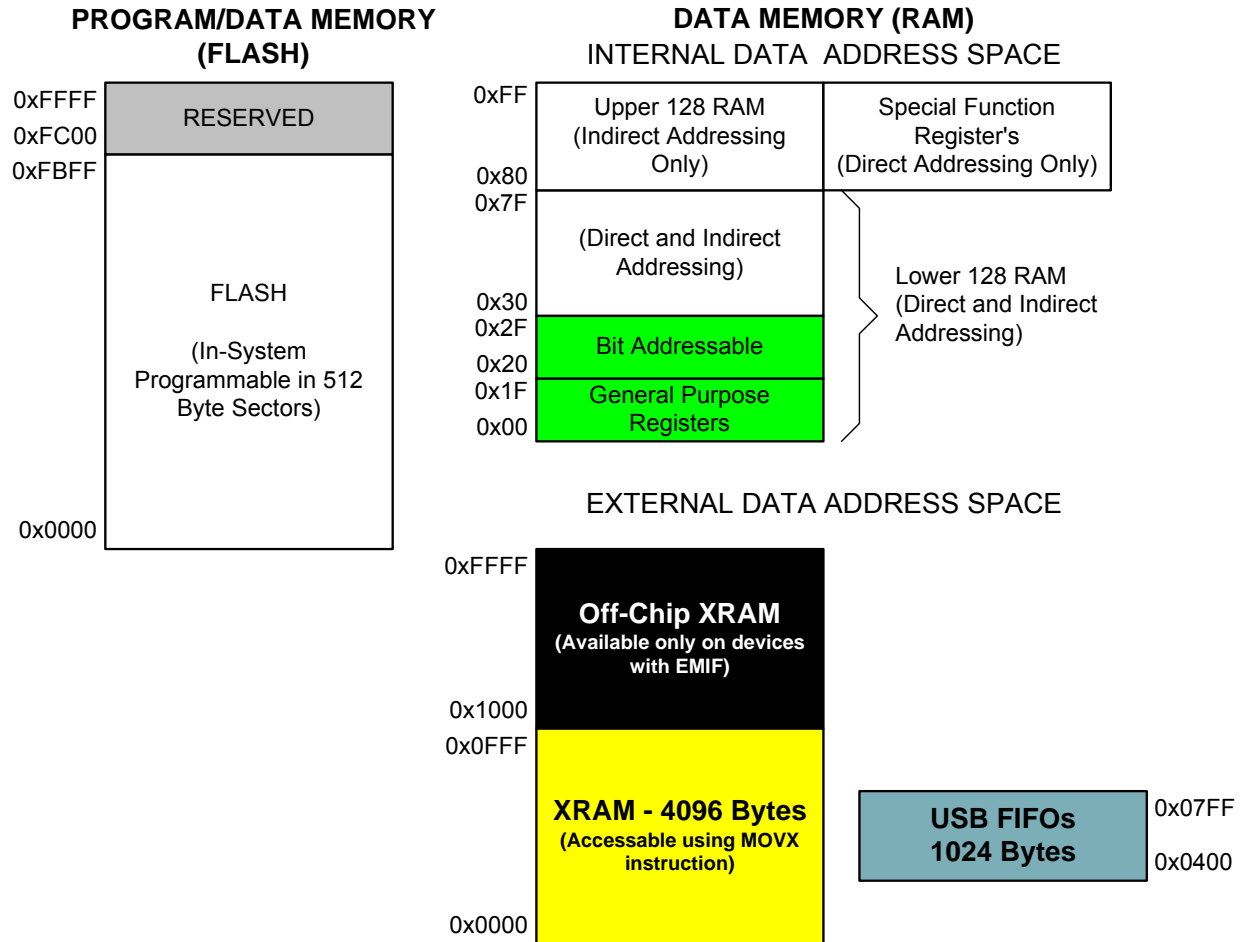 PROGRAM/DATA MEMORY
(FLASH)
0xFFFF
RESERVED
0xFC00
0xFBFF
FLASH
(In-System
Programmable in 512
Byte Sectors)
0x0000
DATA MEMORY (RAM)
INTERNAL DATA ADDRESS SPACE
0xFF
Upper 128 RAM
(Indirect Addressing
Only)
0x80
Special Function
Register's
(Direct Addressing Only)
0x7F
(Direct and Indirect
Addressing)
0x30
Lower 128 RAM
(Direct and Indirect
Addressing)
0x2F
Bit Addressable
0x20
0x1F
General Purpose
Registers
0x00
EXTERNAL DATA ADDRESS SPACE
0xFFFF
Off-Chip XRAM
(Available only on devices
with EMIF)
0x1000
0x0FFF
XRAM - 4096 Bytes
(Accessable using MOVX
instruction)
0x0000
USB FIFOs
1024 Bytes
0x07FF
0x0400